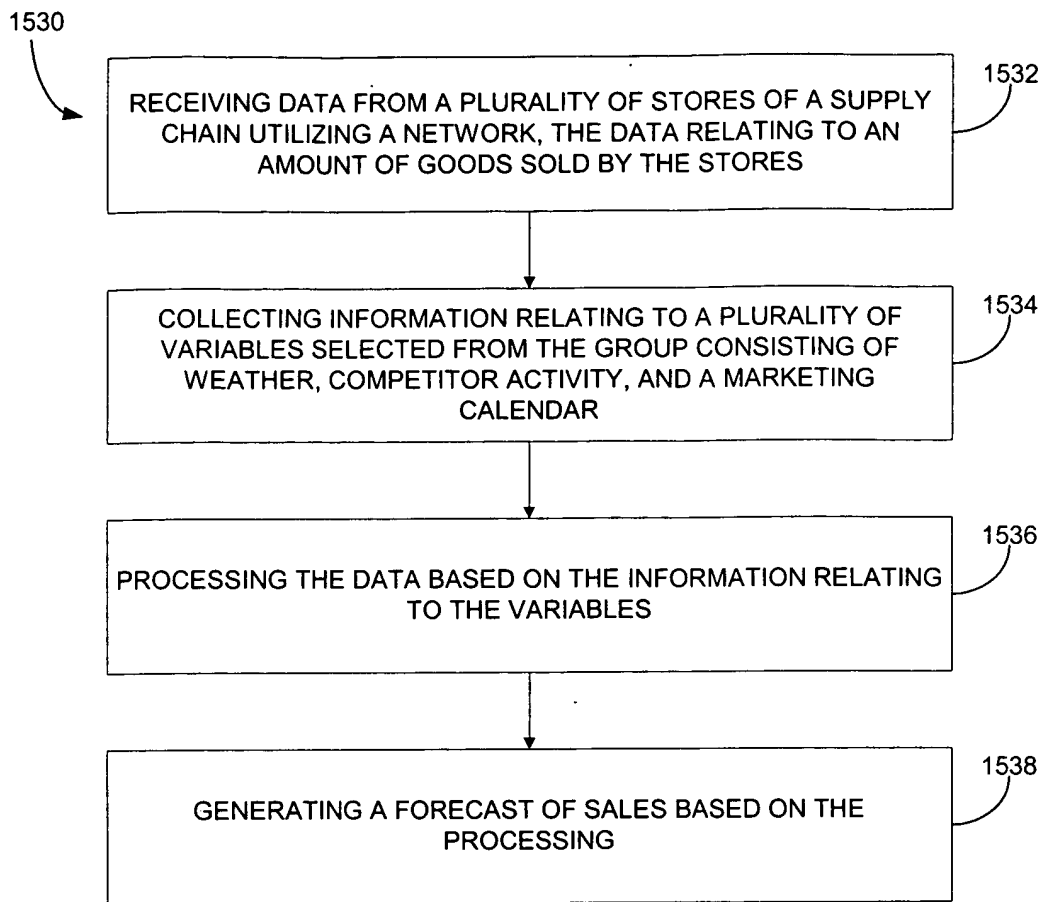 1530
1532
RECEIVING DATA FROM A PLURALITY OF STORES OF A SUPPLY
CHAIN UTILIZING A NETWORK, THE DATA RELATING TO AN
AMOUNT OF GOODS SOLD BY THE STORES
1534
COLLECTING INFORMATION RELATING TO A PLURALITY OF
VARIABLES SELECTED FROM THE GROUP CONSISTING OF
WEATHER, COMPETITOR ACTIVITY, AND A MARKETING
CALENDAR
1536
PROCESSING THE DATA BASED ON THE INFORMATION RELATING
TO THE VARIABLES
1538
GENERATING A FORECAST OF SALES BASED ON THE
PROCESSING